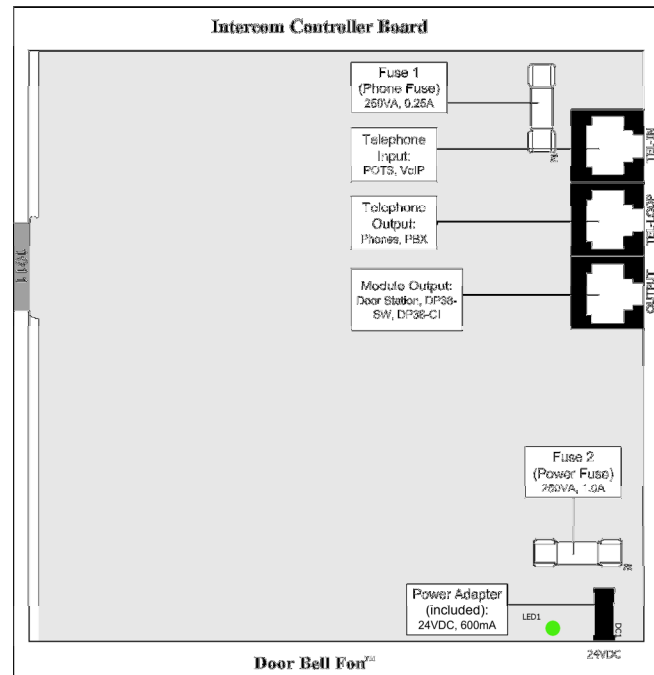 Intercom Controller Board
Fuse 1
(Phone Fuse)
250VA, 0.25A
Telephone
Input:
POTS, VoIP
TEL-IN
Telephone
Output:
Phones, PBX
TEL-LOOP
Module Output:
Door Station, DP38-
SW, DP38-CI
OUTPUT
Fuse 2
(Power Fuse)
250VA, 1.0A
Power Adapter
(included):
24VDC, 600mA
LED1
DC1
24VDC
Door Bell Fon™